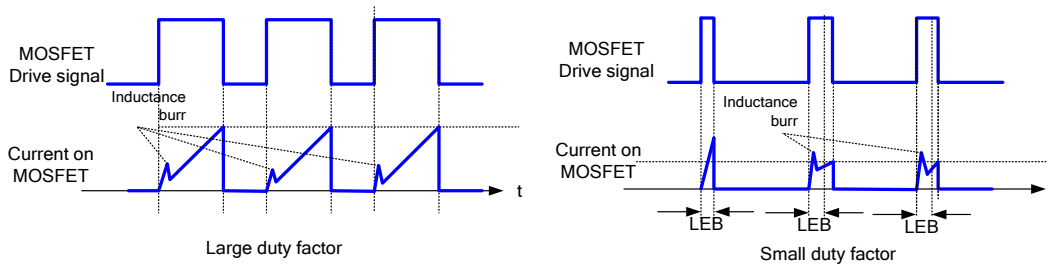 MOSFET
Drive signal
Inductance
burr
Current on
MOSFET
t
Large duty factor
MOSFET
Drive signal
Inductance
burr
Current on
MOSFET
LEB
LEB
LEB
Small duty factor